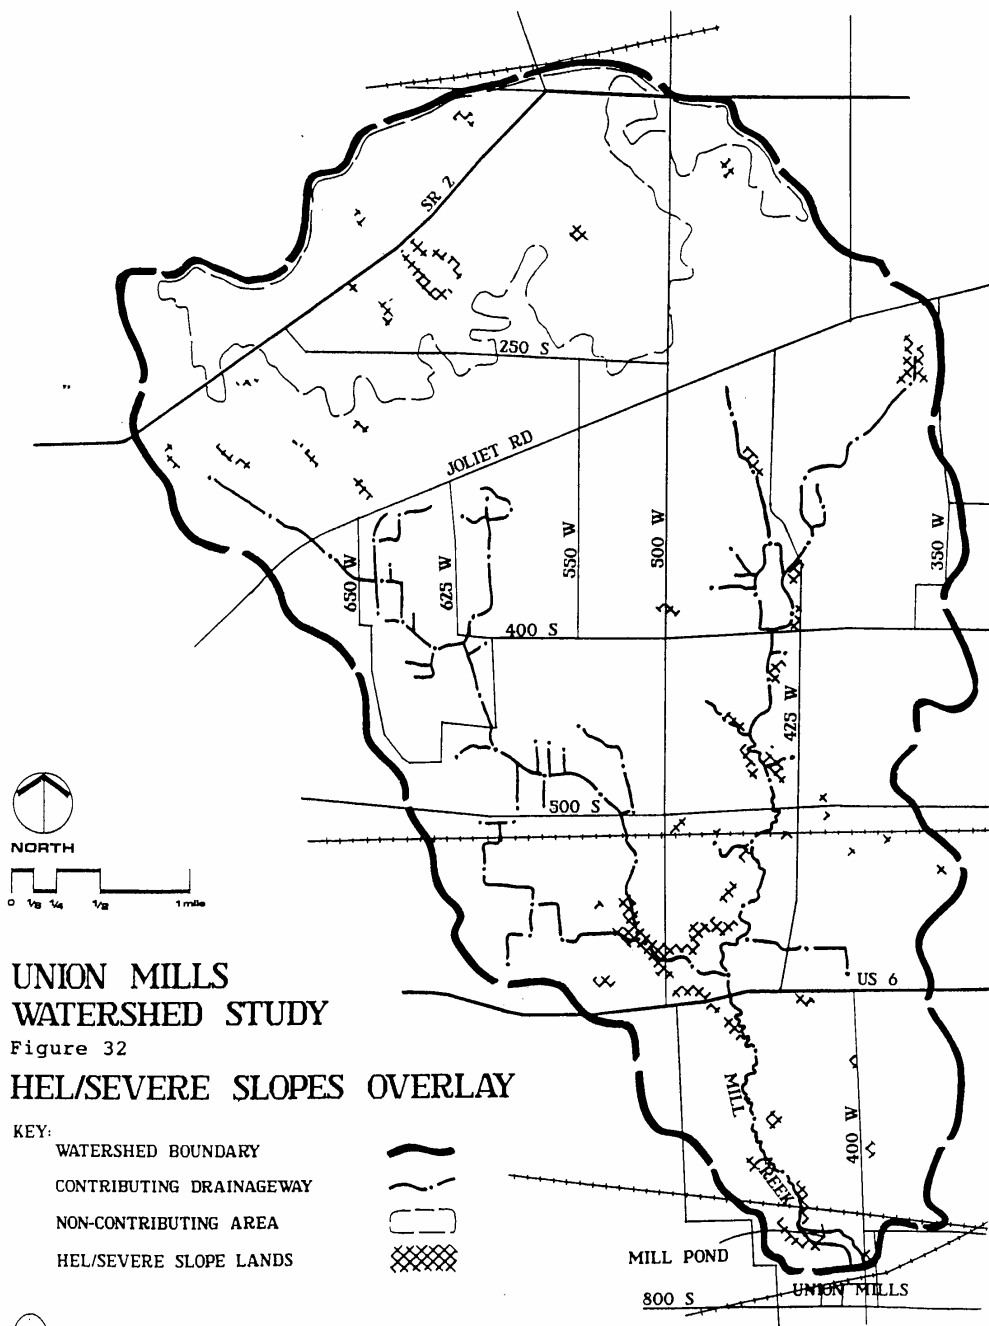 SR 2
250 S
"A"
JOLIET RD
650 W
625 W
550 W
500 W
350 W
400 S
425 W
500 S
NORTH
0 1/8 1/4 1/2 1 mile
US 6
UNION MILLS
WATERSHED STUDY
Figure 32
HEL/SEVERE SLOPES OVERLAY
KEY:
WATERSHED BOUNDARY
CONTRIBUTING DRAINAGEWAY
NON-CONTRIBUTING AREA
HEL/SEVERE SLOPE LANDS
MILL
CREEK
400 W
MILL POND
UNION MILLS
800 S